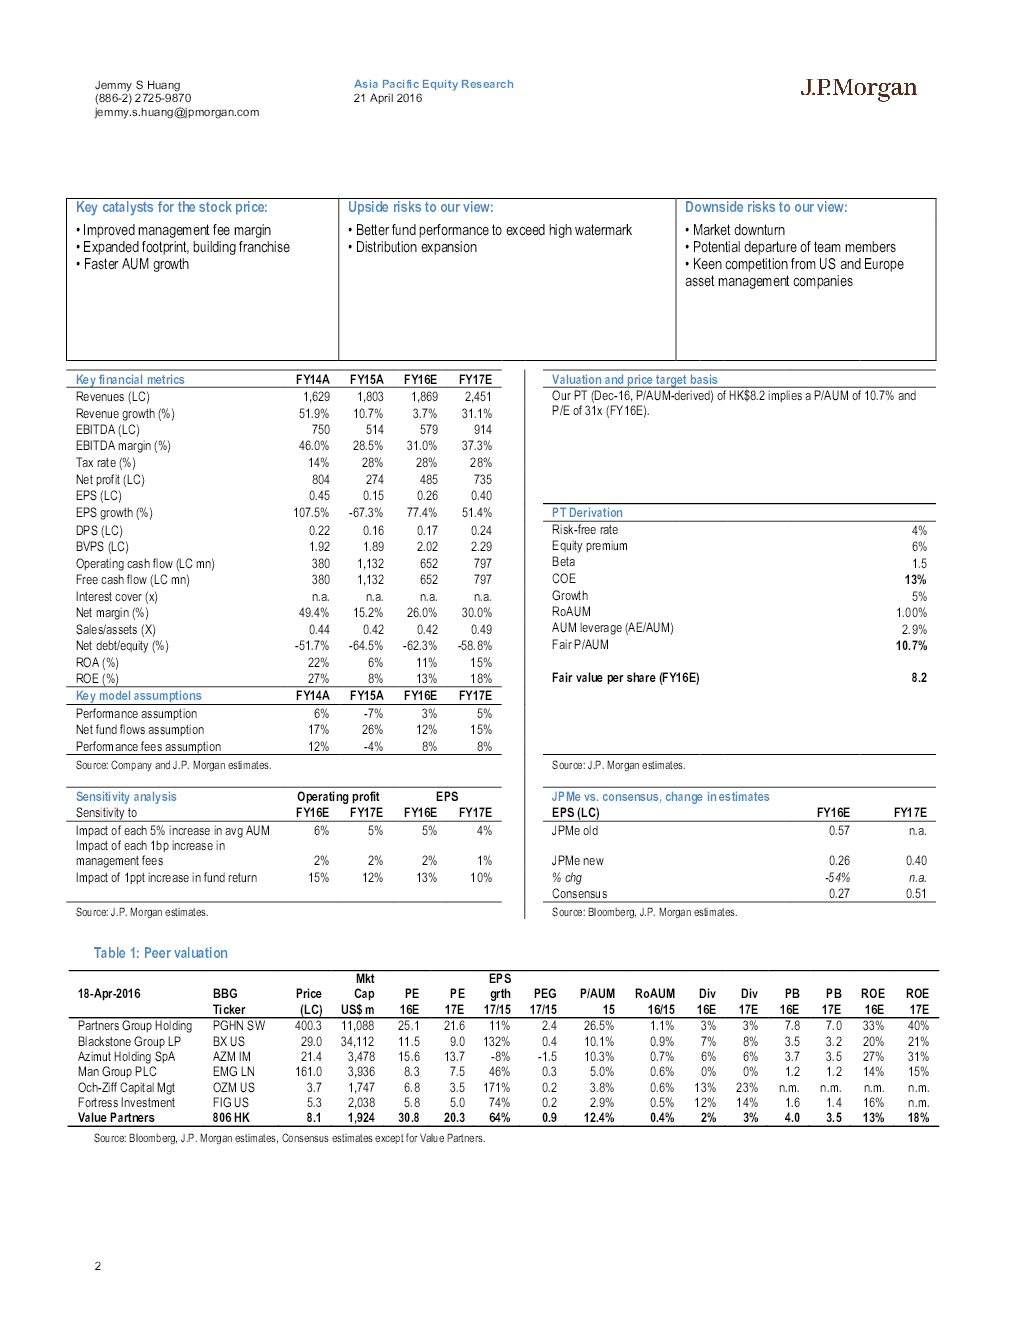 Jemmy S Huang
(886-2) 2725-9870
jemmy.s.huang@jpmorgan.com
Asia Pacific Equity Research
21 April 2016
J.P.Morgan
Key catalysts for the stock price:
• Improved management fee margin
• Expanded footprint, building franchise
• Faster AUM growth
Upside risks to our view:
• Better fund performance to exceed high watermark
• Distribution expansion
Downside risks to our view:
• Market downturn
• Potential departure of team members
• Keen competition from US and Europe
asset management companies
Key financial metrics FY14A FY15A FY16E FY17E
Revenues (LC) 1,629 1,803 1,869 2,451
Revenue growth (%) 51.9% 10.7% 3.7% 31.1%
EBITDA (LC) 750 514 579 914
EBITDA margin (%) 46.0% 28.5% 31.0% 37.3%
Tax rate (%) 14% 28% 28% 28%
Net profit (LC) 804 274 485 735
EPS (LC) 0.45 0.15 0.26 0.40
EPS growth (%) 107.5% -67.3% 77.4% 51.4%
DPS (LC) 0.22 0.16 0.17 0.24
BVPS (LC) 1.92 1.89 2.02 2.29
Operating cash flow (LC mn) 380 1,132 652 797
Free cash flow (LC mn) 380 1,132 652 797
Interest cover (x) n.a. n.a. n.a. n.a.
Net margin (%) 49.4% 15.2% 26.0% 30.0%
Sales/assets (X) 0.44 0.42 0.42 0.49
Net debt/equity (%) -51.7% -64.5% -62.3% -58.8%
ROA (%) 22% 6% 11% 15%
ROE (%) 27% 8% 13% 18%
Key model assumptions FY14A FY15A FY16E FY17E
Performance assumption 6% -7% 3% 5%
Net fund flows assumption 17% 26% 12% 15%
Performance fees assumption 12% -4% 8% 8%
Source: Company and J.P. Morgan estimates.
Valuation and price target basis
Our PT (Dec-16, P/AUM-derived) of HK$8.2 implies a P/AUM of 10.7% and
P/E of 31x (FY16E).
PT Derivation
Risk-free rate 4%
Equity premium 6%
Beta 1.5
COE 13%
Growth 5%
RoAUM 1.00%
AUM leverage (AE/AUM) 2.9%
Fair P/AUM 10.7%
Fair value per share (FY16E) 8.2
Source: J.P. Morgan estimates.
Sensitivity analysis Operating profit EPS
Sensitivity to FY16E FY17E FY16E FY17E
Impact of each 5% increase in avg AUM 6% 5% 5% 4%
Impact of each 1bp increase in
management fees 2% 2% 2% 1%
Impact of 1ppt increase in fund return 15% 12% 13% 10%
Source: J.P. Morgan estimates.
JPMe vs. consensus, change in estimates
EPS (LC) FY16E FY17E
JPMe old 0.57 n.a.
JPMe new 0.26 0.40
% chg -54% n.a.
Consensus 0.27 0.51
Source: Bloomberg, J.P. Morgan estimates.
Table 1: Peer valuation
Mkt EPS
18-Apr-2016 BBG Price Cap PE PE grth PEG P/AUM RoAUM Div Div PB PB ROE ROE
Ticker (LC) US$ m 16E 17E 17/15 17/15 15 16/15 16E 17E 16E 17E 16E 17E
Partners Group Holding PGHN SW 400.3 11,088 25.1 21.6 11% 2.4 26.5% 1.1% 3% 3% 7.8 7.0 33% 40%
Blackstone Group LP BX US 29.0 34,112 11.5 9.0 132% 0.4 10.1% 0.9% 7% 8% 3.5 3.2 20% 21%
Azimut Holding SpA AZM IM 21.4 3,478 15.6 13.7 -8% -1.5 10.3% 0.7% 6% 6% 3.7 3.5 27% 31%
Man Group PLC EMG LN 161.0 3,936 10.8 7.5 46% 0.3 5.0% 0.6% 0% 0% 1.2 1.2 14% 15%
Och-Ziff Capital Mgt OZM US 3.7 1,747 6.8 3.5 171% 0.2 3.8% 0.6% 13% 23% n.m. n.m. n.m. n.m.
Fortress Investment FIG US 5.3 2,038 5.8 5.0 74% 0.2 2.9% 0.5% 12% 14% 1.6 1.4 16% n.m.
Value Partners 806 HK 8.1 1,924 30.8 20.3 64% 0.9 12.4% 0.4% 2% 3% 4.0 3.5 13% 18%
Source: Bloomberg, J.P. Morgan estimates, Consensus estimates except for Value Partners.
2